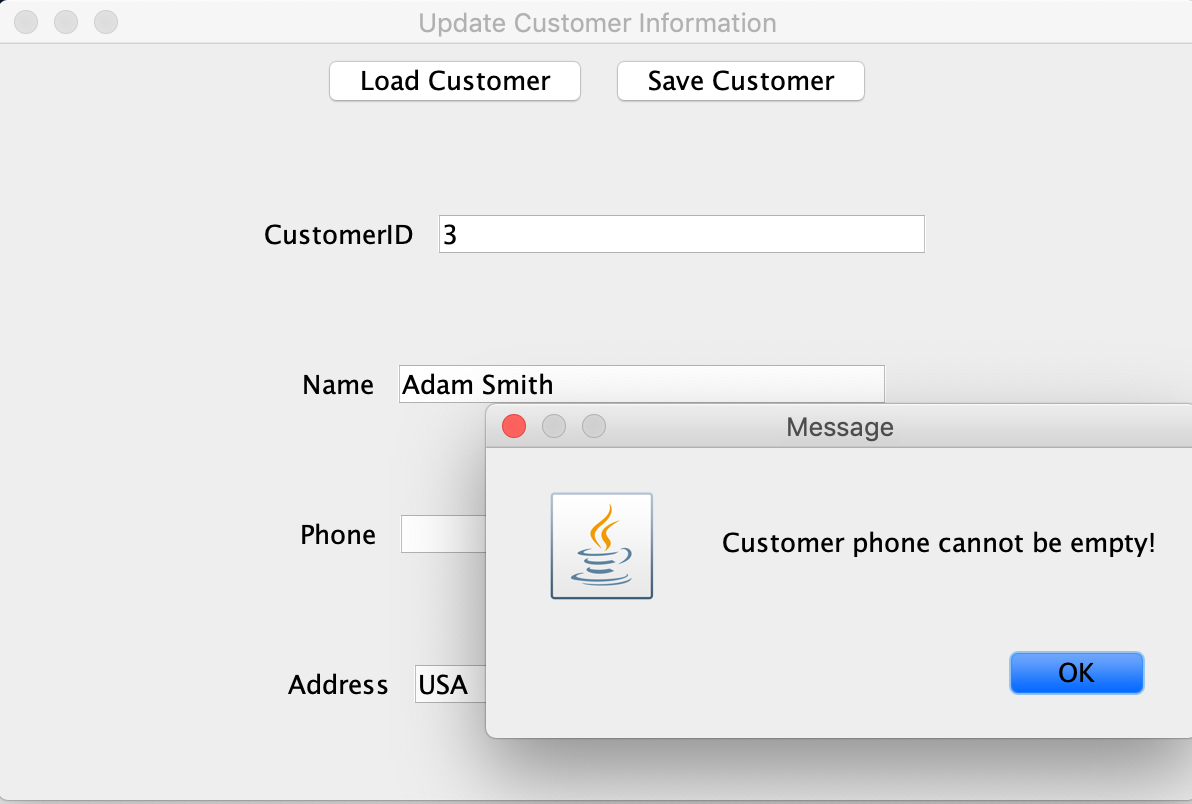 Update Customer Information
Load Customer Save Customer
CustomerID 3
Name Adam Smith
Message
Phone
Customer phone cannot be empty!
OK
Address USA